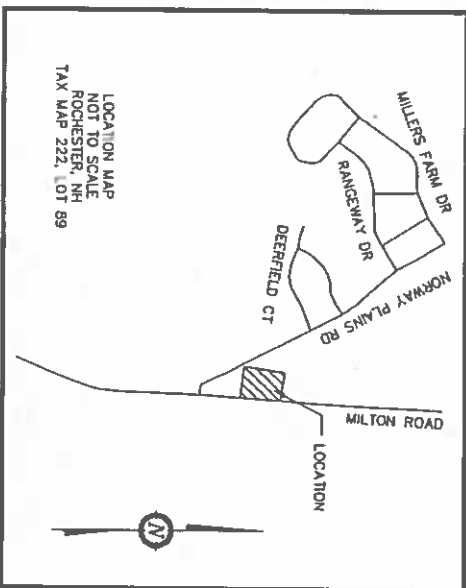 MILLERS FARM DR
RANGEWAY DR
NORWAY PLAINS RD
DEERFIELD CT
MILTON ROAD
LOCATION
LOCATION MAP
NOT TO SCALE
ROCHESTER, NH
TAX MAP 222, LOT 89
N